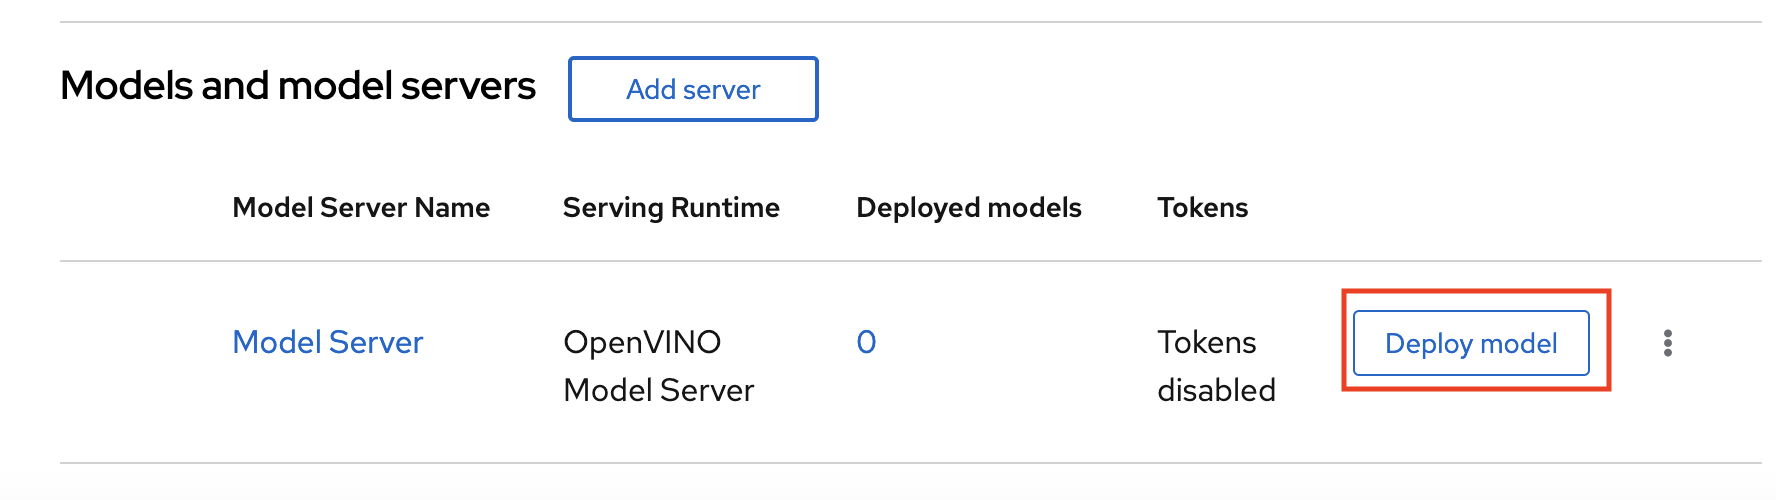 Models and model servers
Add server
Model Server Name
Serving Runtime
Deployed models
Tokens
Model Server
OpenVINO
Model Server
0
Tokens
disabled
Deploy model